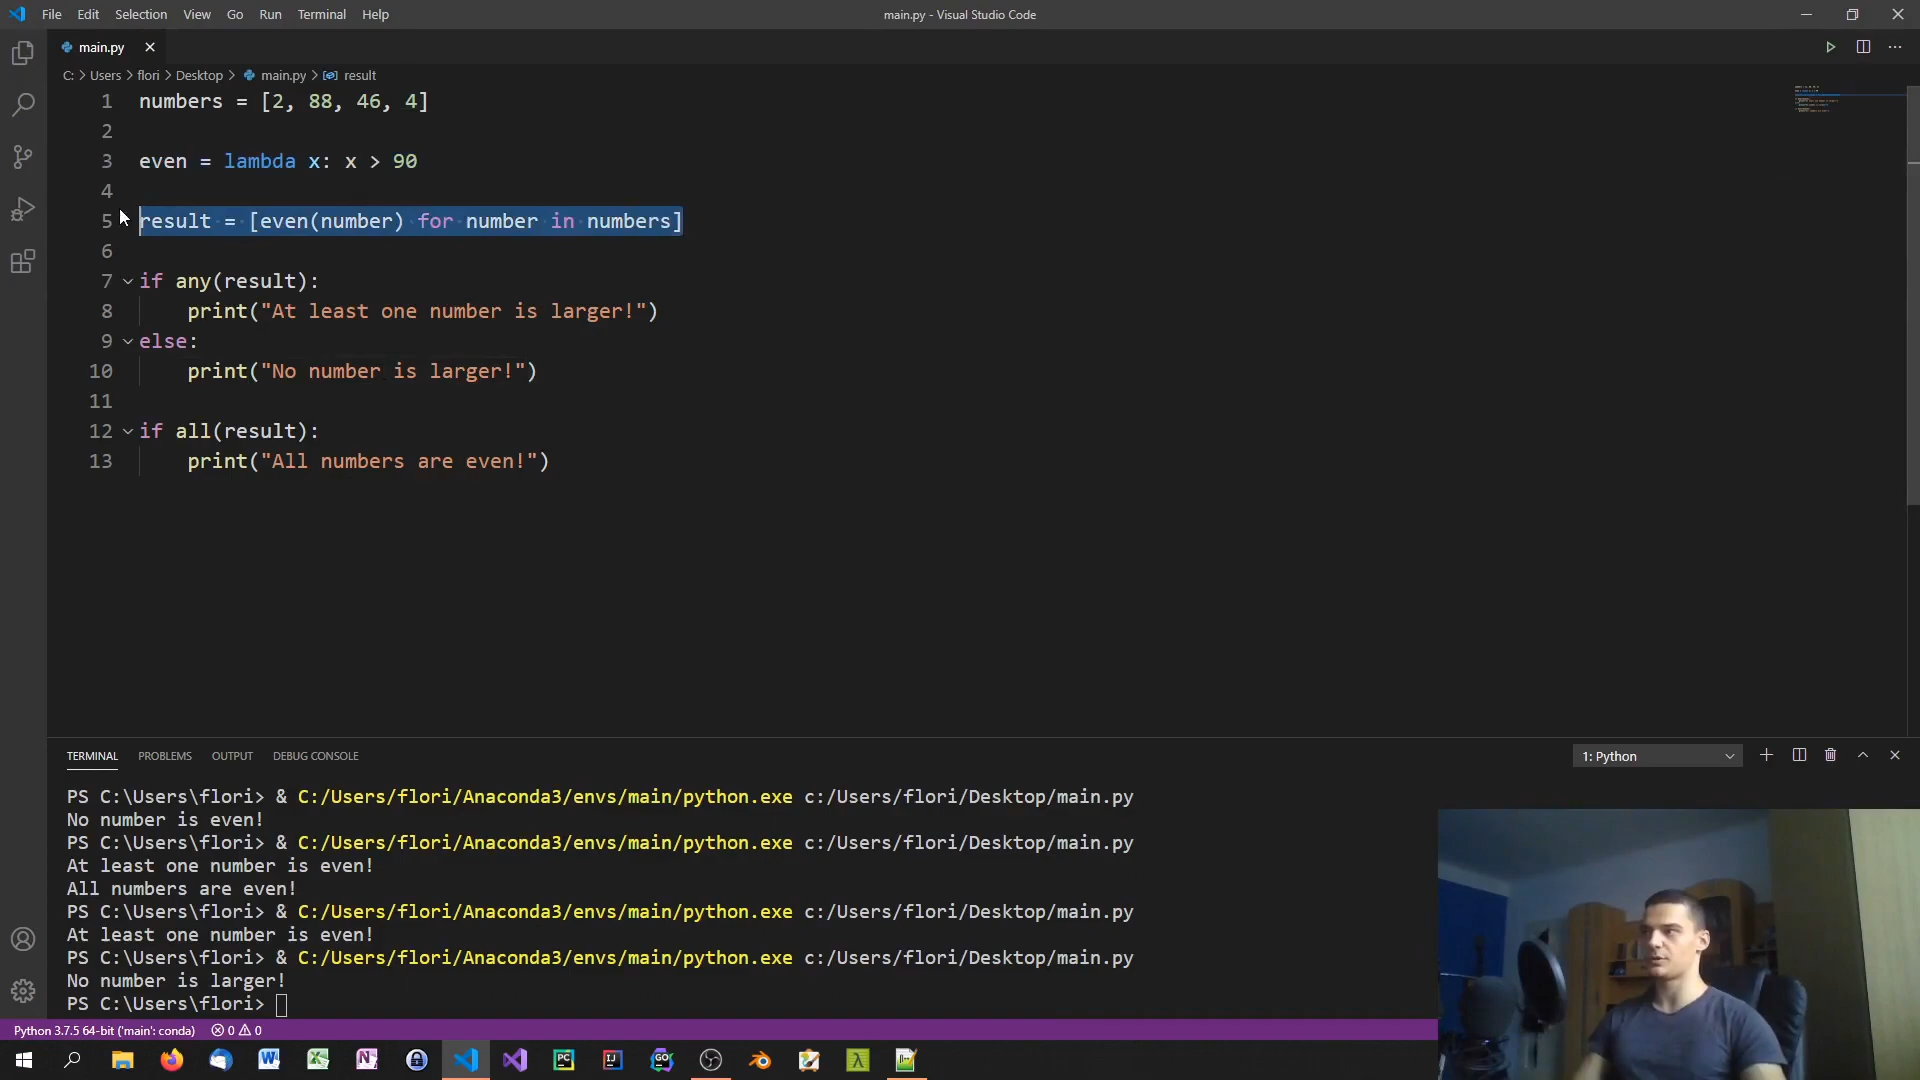 File Edit Selection View Go Run Terminal Help
main.py - Visual Studio Code
main.py
C: > Users > flori > Desktop > main.py > result
1 numbers = [2, 88, 46, 4]
2
3 even = lambda x: x > 90
4
5 result = [even(number) for number in numbers]
6
7 if any(result):
8 print("At least one number is larger!")
9 else:
10 print("No number is larger!")
11
12 if all(result):
13 print("All numbers are even!")
TERMINAL PROBLEMS OUTPUT DEBUG CONSOLE
1: Python
PS C:\Users\flori> & C:/Users/flori/Anaconda3/envs/main/python.exe c:/Users/flori/Desktop/main.py
No number is even!
PS C:\Users\flori> & C:/Users/flori/Anaconda3/envs/main/python.exe c:/Users/flori/Desktop/main.py
At least one number is even!
All numbers are even!
PS C:\Users\flori> & C:/Users/flori/Anaconda3/envs/main/python.exe c:/Users/flori/Desktop/main.py
At least one number is even!
PS C:\Users\flori> & C:/Users/flori/Anaconda3/envs/main/python.exe c:/Users/flori/Desktop/main.py
No number is larger!
PS C:\Users\flori>
Python 3.7.5 64-bit ('main': conda) 0 0